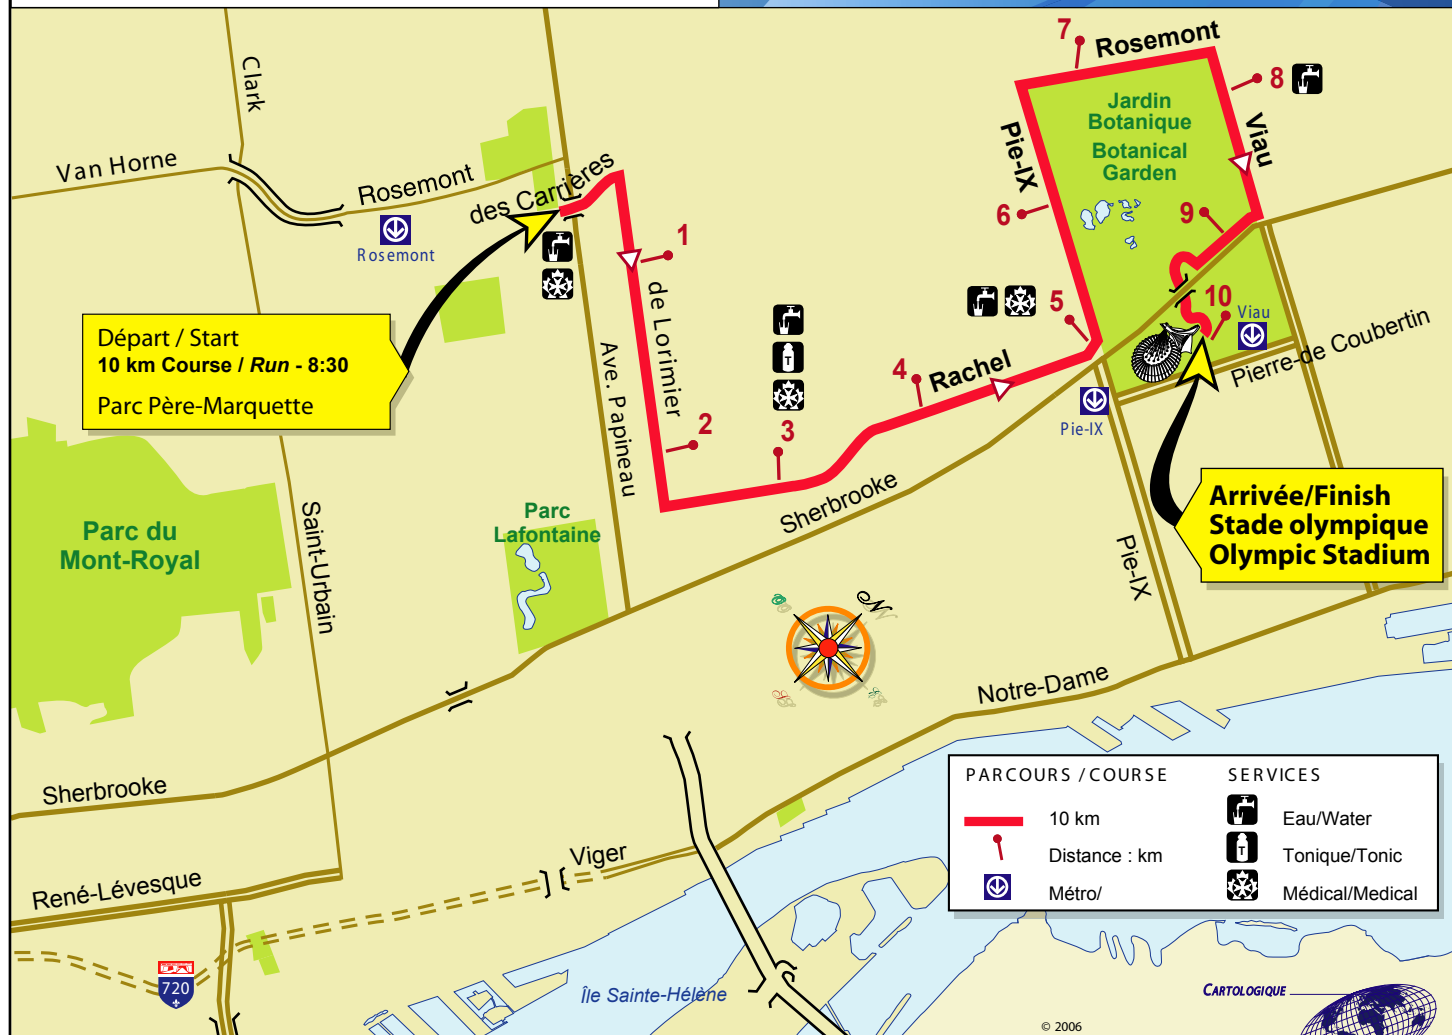 7
Rosemont
8
Clark
Jardin
Botanique
Botanical
Garden
Viau
Pie-IX
Van Horne
Rosemont
des Carrières
Rosemont
6
9
1
de Lorimier
5
10
Viau
Départ / Start
10 km Course / Run - 8:30
Parc Père-Marquette
Ave. Papineau
4
Rachel
Pierre-de Coubertin
2
3
Pie-IX
Sherbrooke
Arrivée/Finish
Stade olympique
Olympic Stadium
Parc du
Mont-Royal
Saint-Urbain
Parc
Lafontaine
Pie-IX
N
Notre-Dame
Sherbrooke
PARCOURS / COURSE
10 km
Distance : km
Métro/
SERVICES
Eau/Water
T
Tonique/Tonic
Médical/Medical
Viger
René-Lévesque
720
Île Sainte-Hélène
CARTOLOGIQUE
© 2006